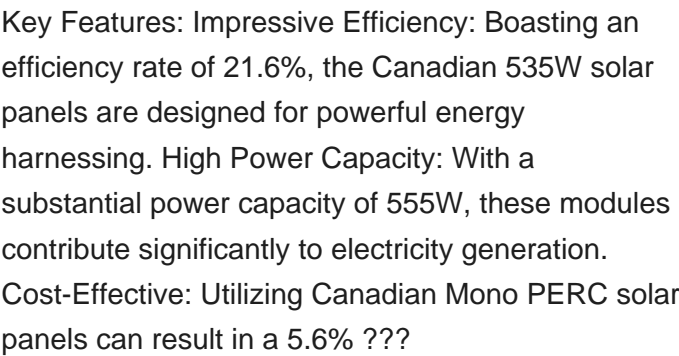 Key Features: Impressive Efficiency: Boasting an
efficiency rate of 21.6%, the Canadian 535W solar
panels are designed for powerful energy
harnessing. High Power Capacity: With a
substantial power capacity of 555W, these modules
contribute significantly to electricity generation.
Cost-Effective: Utilizing Canadian Mono PERC solar
panels can result in a 5.6% ???